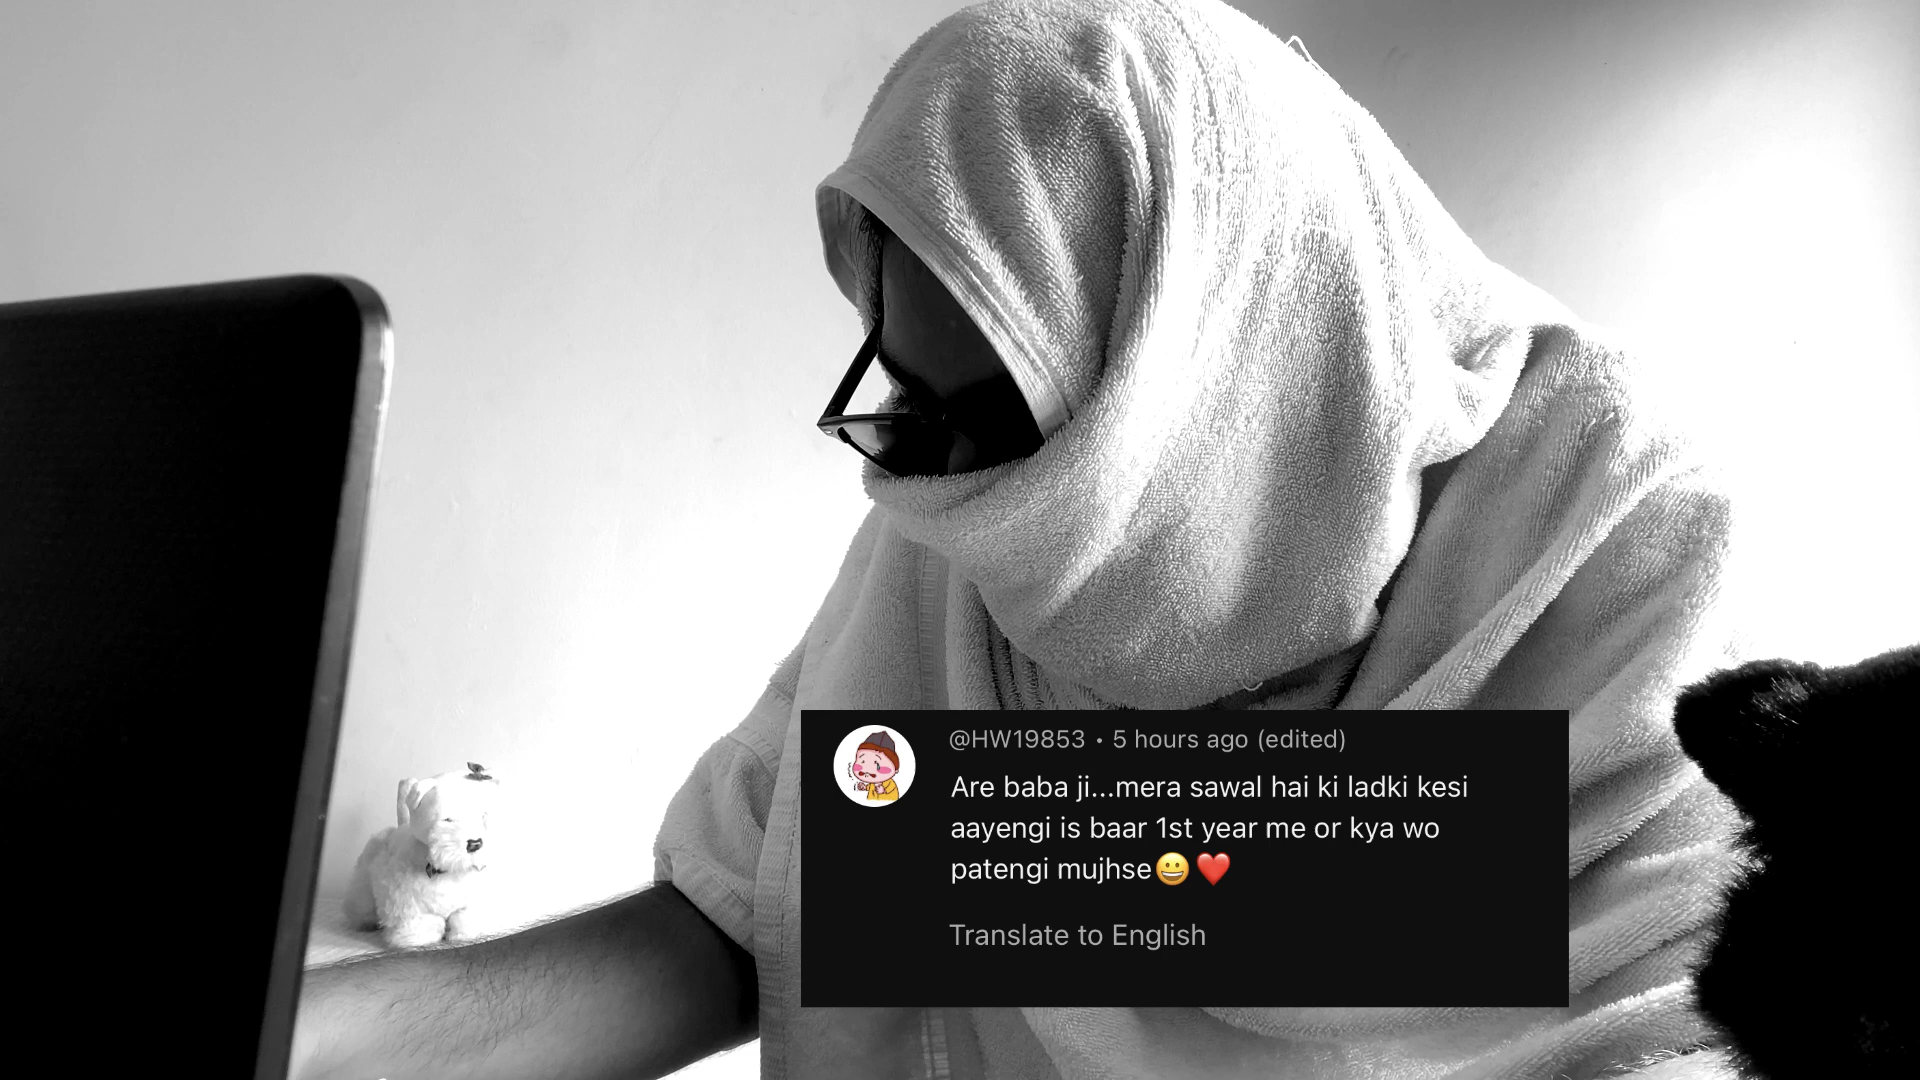 @HW19853 • 5 hours ago (edited)
Are baba ji...mera sawal hai ki ladki kesi
aayengi is baar 1st year me or kya wo
patengi mujhse😀❤️
Translate to English